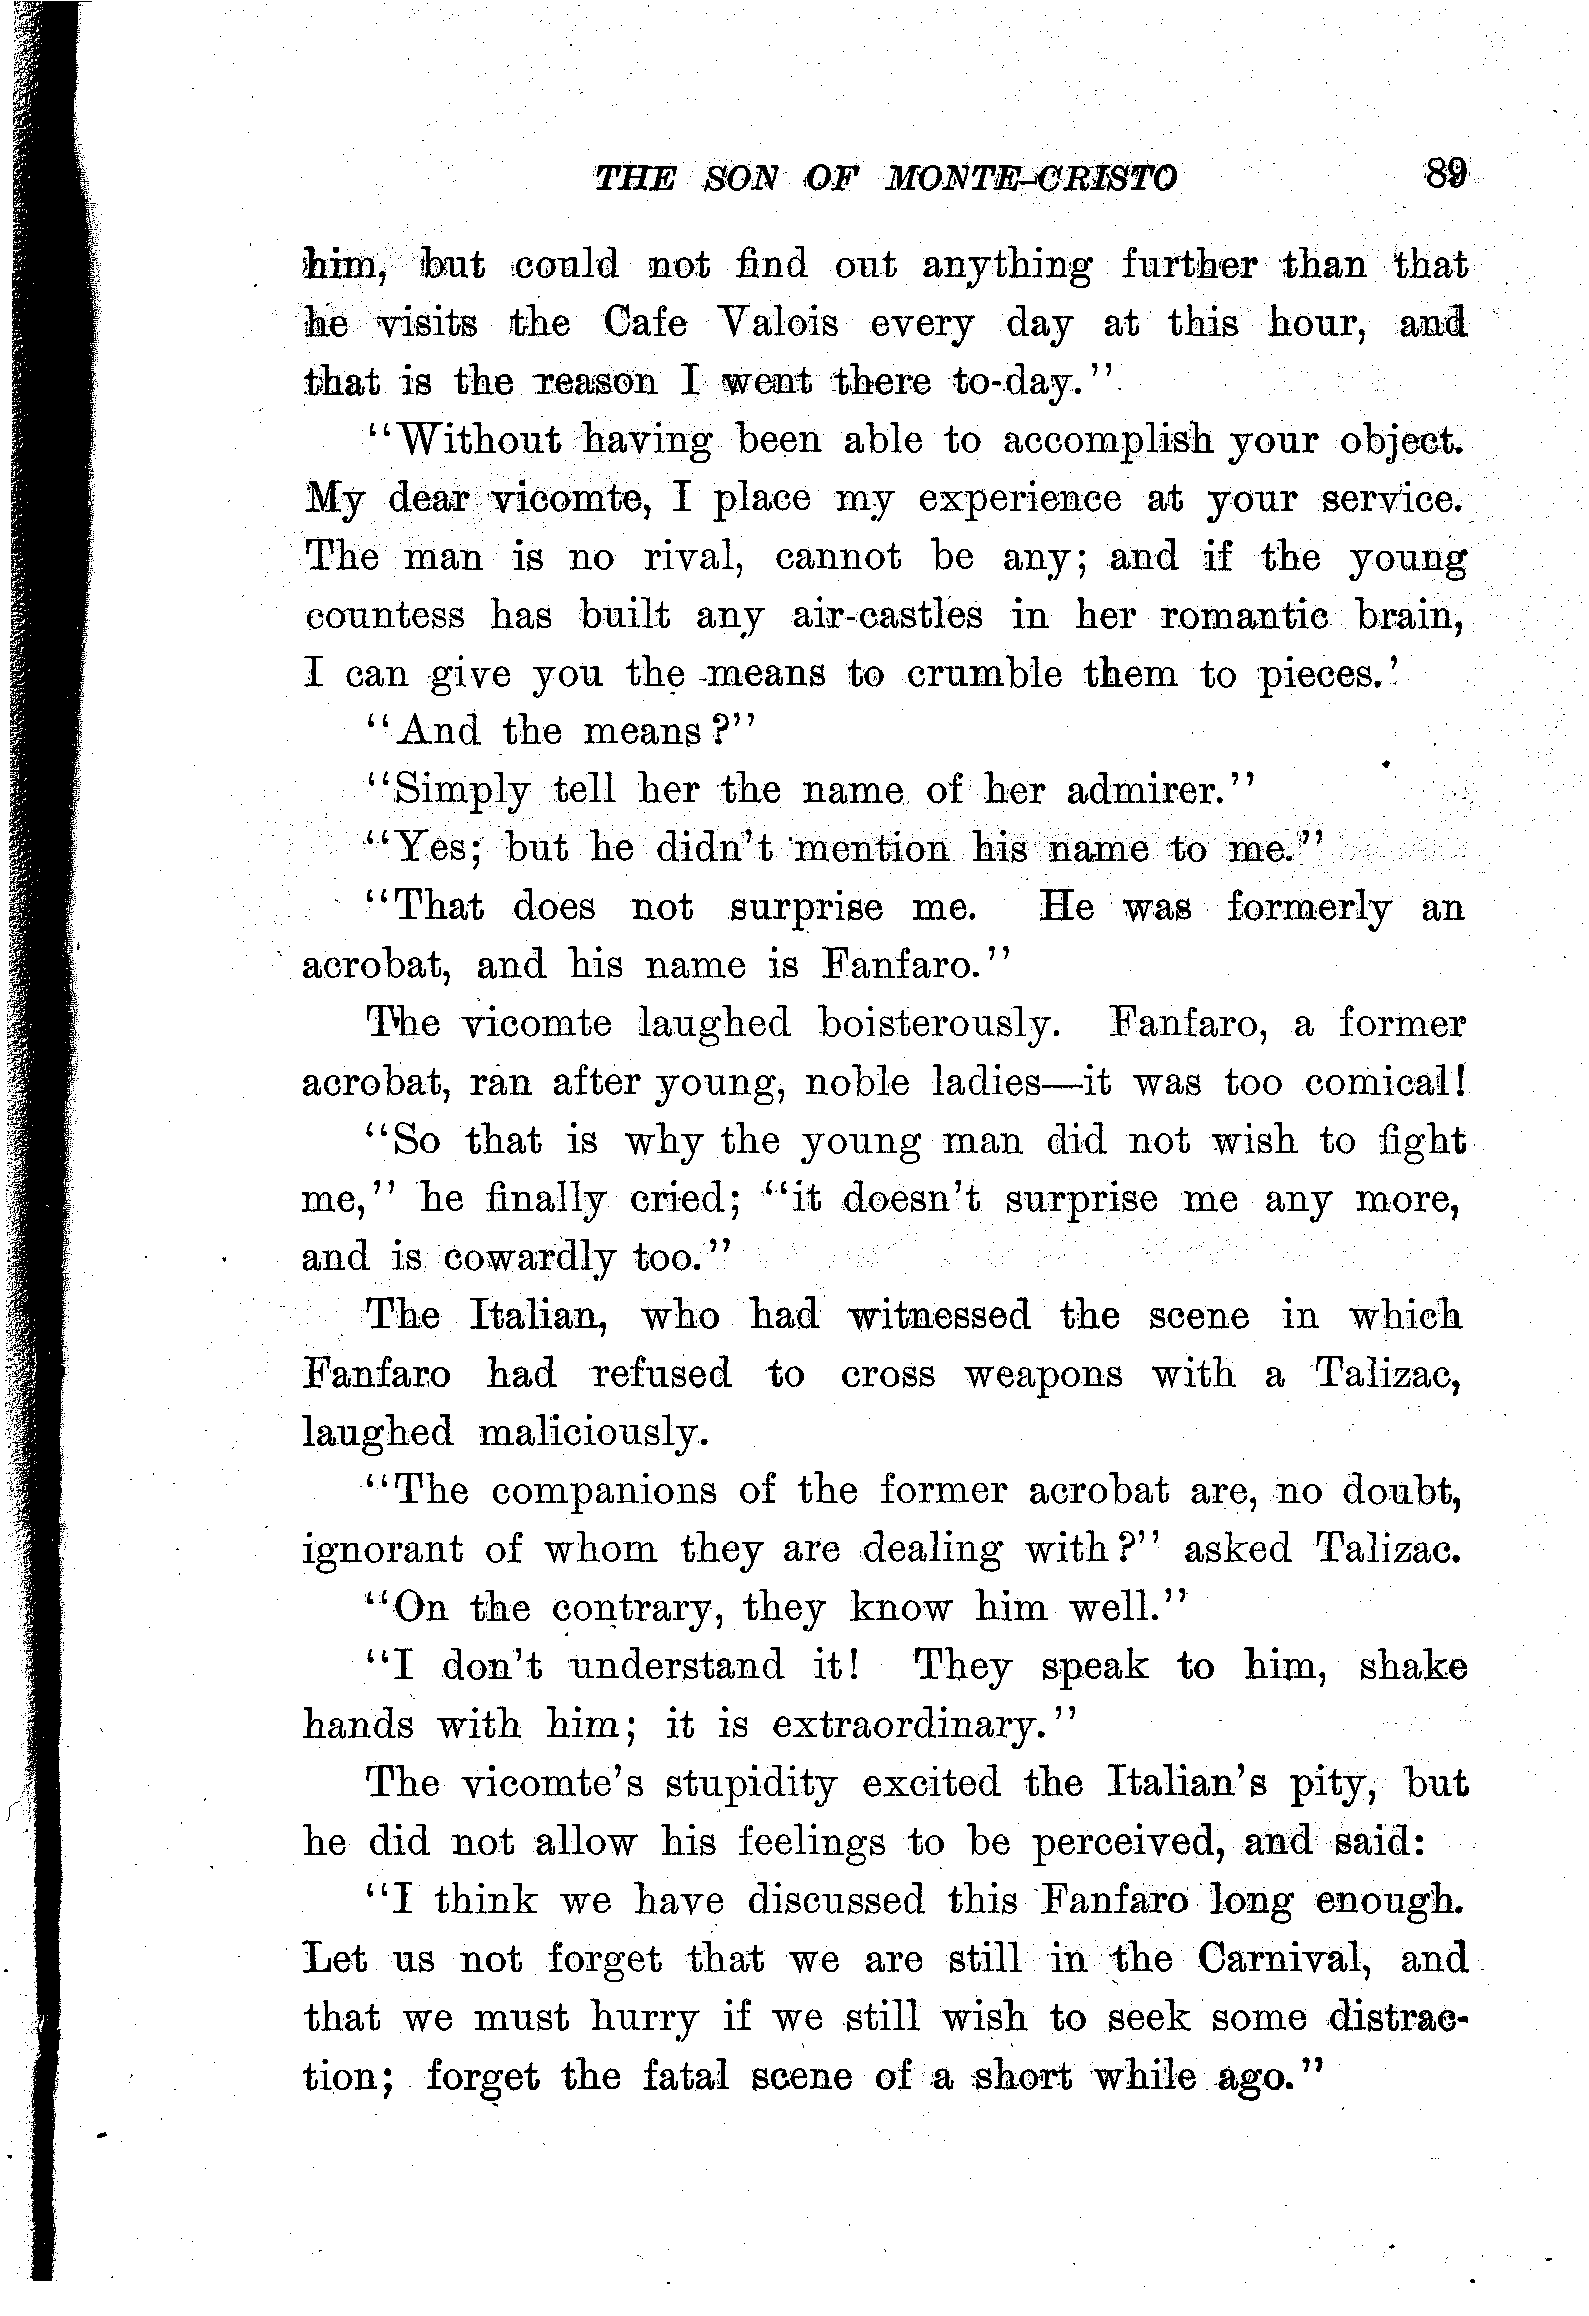 THE SON OF MONTE-CRISTO 89
him, but could not find out anything further than that
he visits the Cafe Valois every day at this hour, and
that is the reason I went there to-day."
"Without having been able to accomplish your object.
My dear vicomte, I place my experience at your service.
The man is no rival, cannot be any; and if the young
countess has built any air-castles in her romantic brain,
I can give you the means to crumble them to pieces.'
"And the means?"
"Simply tell her the name of her admirer."
"Yes; but he didn't mention his name to me."
"That does not surprise me. He was formerly an
acrobat, and his name is Fanfaro."
The vicomte laughed boisterously. Fanfaro, a former
acrobat, ran after young, noble ladies—it was too comical!
"So that is why the young man did not wish to fight
me," he finally cried; "it doesn't surprise me any more,
and is cowardly too."
The Italian, who had witnessed the scene in which
Fanfaro had refused to cross weapons with a Talizac,
laughed maliciously.
"The companions of the former acrobat are, no doubt,
ignorant of whom they are dealing with?" asked Talizac.
"On the contrary, they know him well."
"I don't understand it! They speak to him, shake
hands with him; it is extraordinary."
The vicomte's stupidity excited the Italian's pity, but
he did not allow his feelings to be perceived, and said:
"I think we have discussed this Fanfaro long enough.
Let us not forget that we are still in the Carnival, and
that we must hurry if we still wish to seek some distrac-
tion; forget the fatal scene of a short while ago."